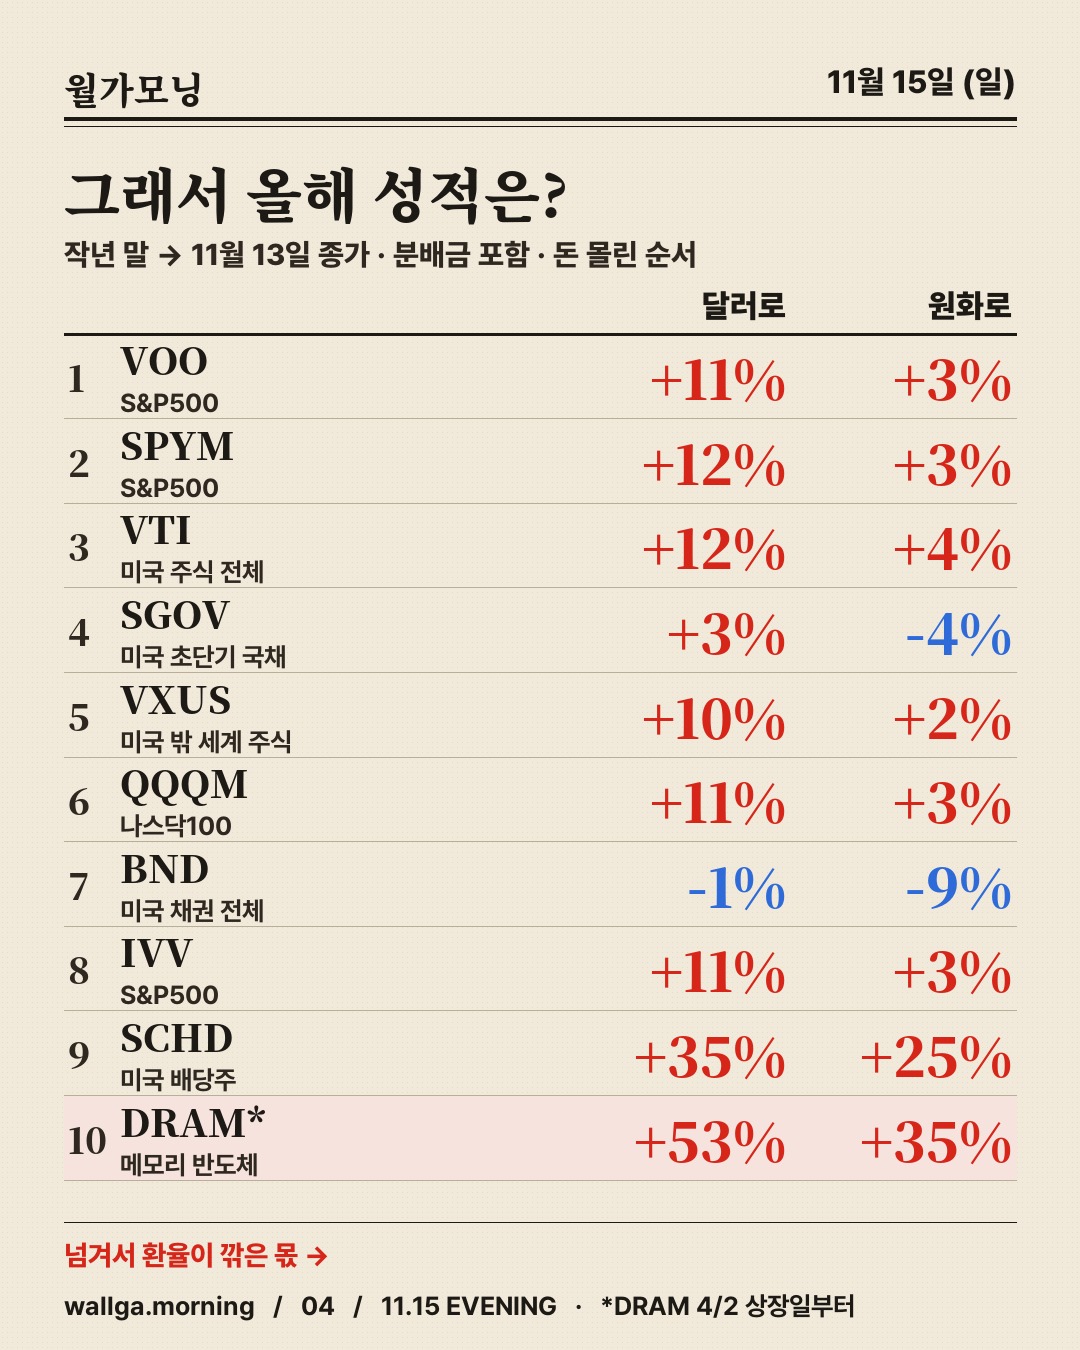 월가모닝
11월 15일 (일)
그래서 올해 성적은?
작년 말 → 11월 13일 종가 · 분배금 포함 · 돈 몰린 순서
달러로 원화로
1 VOO +11% +3%
S&P500
2 SPYM +12% +3%
S&P500
3 VTI +12% +4%
미국 주식 전체
4 SGOV +3% -4%
미국 초단기 국채
5 VXUS +10% +2%
미국 밖 세계 주식
6 QQQM +11% +3%
나스닥100
7 BND -1% -9%
미국 채권 전체
8 IVV +11% +3%
S&P500
9 SCHD +35% +25%
미국 배당주
10 DRAM* +53% +35%
메모리 반도체
넘겨서 환율이 깎은 몫 →
wallga.morning / 04 / 11.15 EVENING · *DRAM 4/2 상장일부터